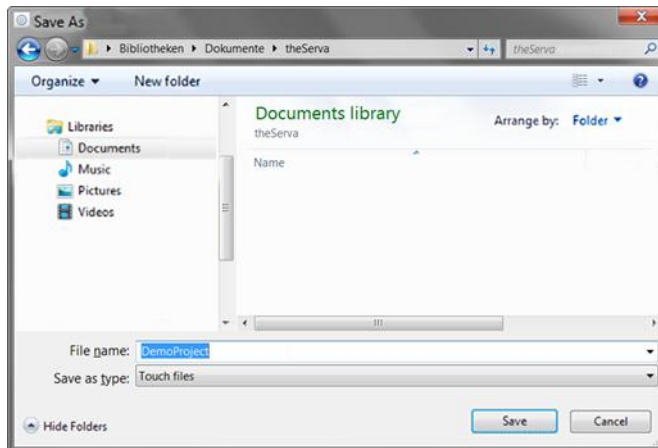 Save As
Bibliotheken Dokumente theServa
theServa
Organize New folder
Documents library
theServa
Arrange by: Folder
Name
Libraries
Documents
Music
Pictures
Videos
File name: DemoProject
Save as type: Touch files
Hide Folders
Save Cancel